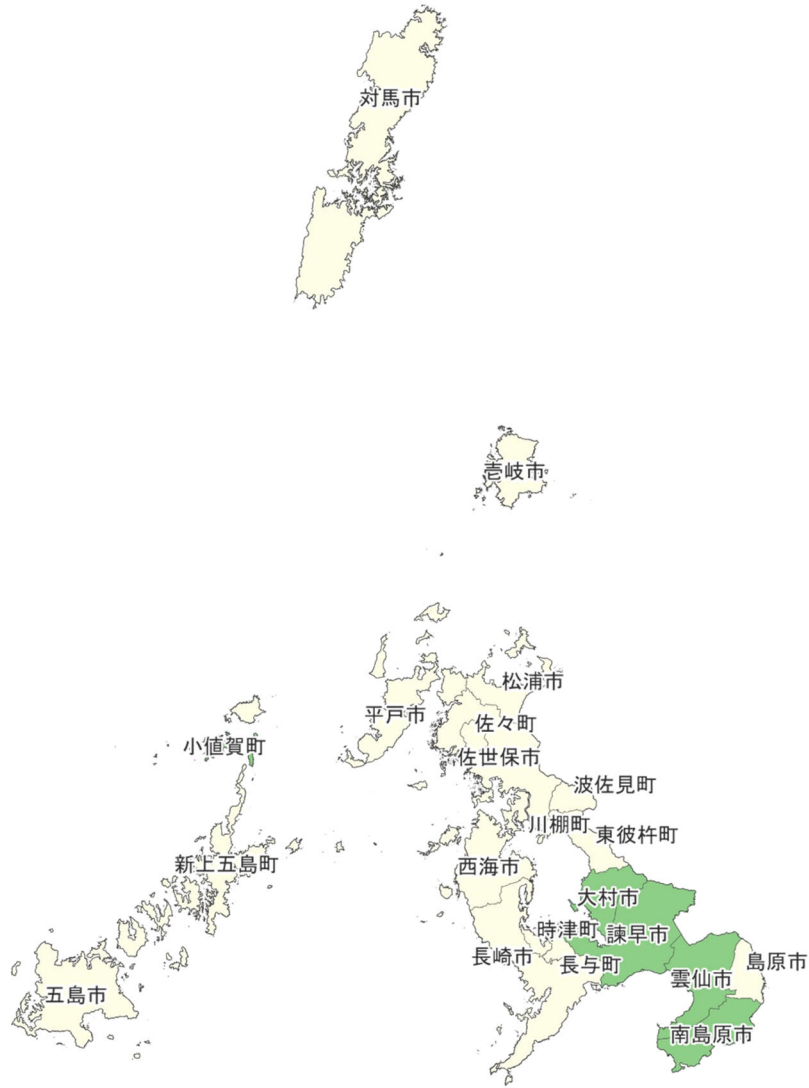 対馬市
壱岐市
松浦市
平戸市
佐々町
小値賀町
佐世保市
波佐見町
川棚町
東彼杵町
新上五島町
西海市
大村市
時津町
諫早市
長崎市
長与町
島原市
雲仙市
五島市
南島原市